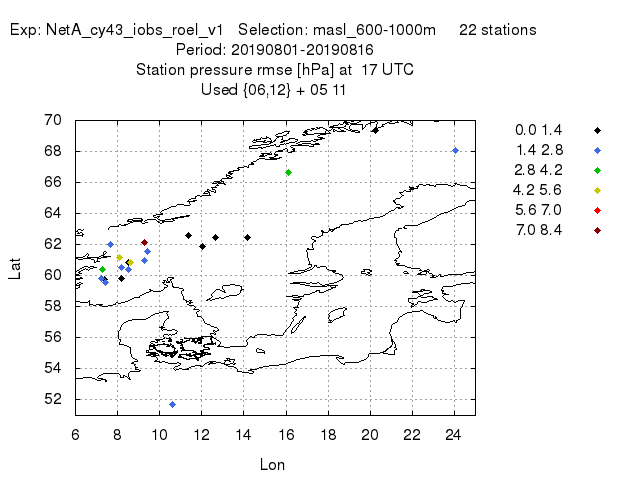 Exp: NetA_cy43_iobs_roel_v1 Selection: masl_600-1000m 22 stations
Period: 20190801-20190816
Station pressure rmse [hPa] at 17 UTC
Used {06,12} + 05 11
70
68
66
64
62
60
58
56
54
52
Lat
6 8 10 12 14 16 18 20 22 24
Lon
0.0 1.4
1.4 2.8
2.8 4.2
4.2 5.6
5.6 7.0
7.0 8.4